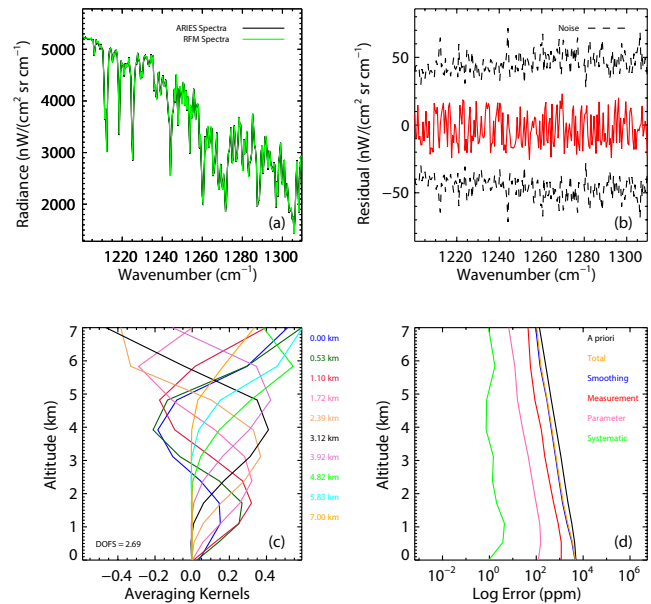 ARIES Spectra
RFM Spectra
5000
4000
3000
2000
Radiance (nW/(cm² sr cm⁻¹)
(a)
1220 1240 1260 1280 1300
Wavenumber (cm⁻¹)
Noise
50
0
−50
Residual (nW/(cm² sr cm⁻¹)
(b)
1220 1240 1260 1280 1300
Wavenumber (cm⁻¹)
7
6
5
4
3
2
1
0
Altitude (km)
0.00 km
0.53 km
1.10 km
1.72 km
2.39 km
3.12 km
3.92 km
4.82 km
5.83 km
7.00 km
DOFS = 2.69
(c)
−0.4 −0.2 0.0 0.2 0.4
Averaging Kernels
7
6
5
4
3
2
1
0
Altitude (km)
A priori
Total
Smoothing
Measurement
Parameter
Systematic
(d)
10⁻² 10⁰ 10² 10⁴ 10⁶
Log Error (ppm)